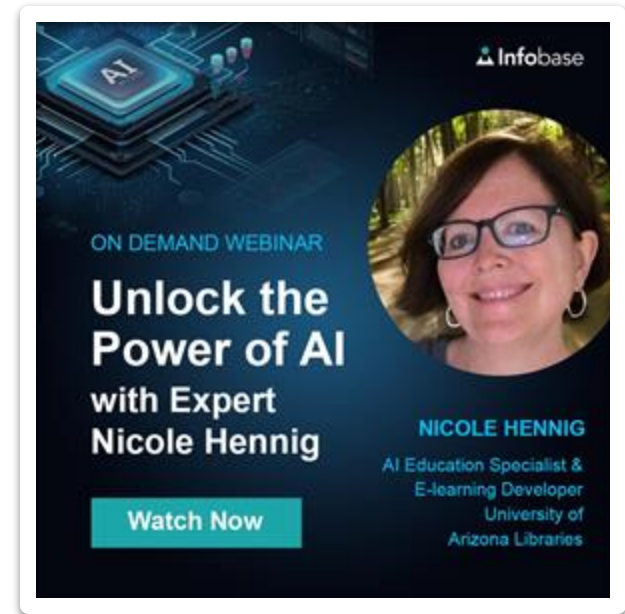 AI
Infobase
ON DEMAND WEBINAR
Unlock the
Power of AI
with Expert
Nicole Hennig
Watch Now
NICOLE HENNIG
AI Education Specialist &
E-learning Developer
University of
Arizona Libraries